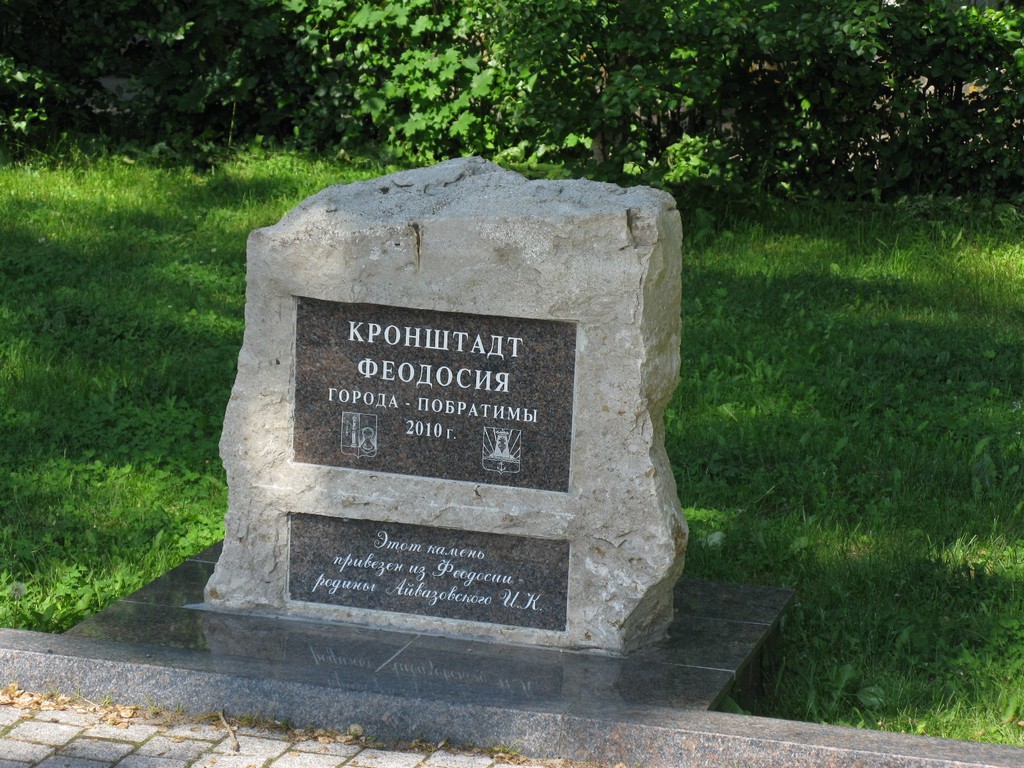 КРОНШТАДТ
ФЕОДОСИЯ
ГОРОДА - ПОБРАТИМЫ
2010 г.
Этот камень
привезен из Феодосии -
родины Айвазовского И.К.